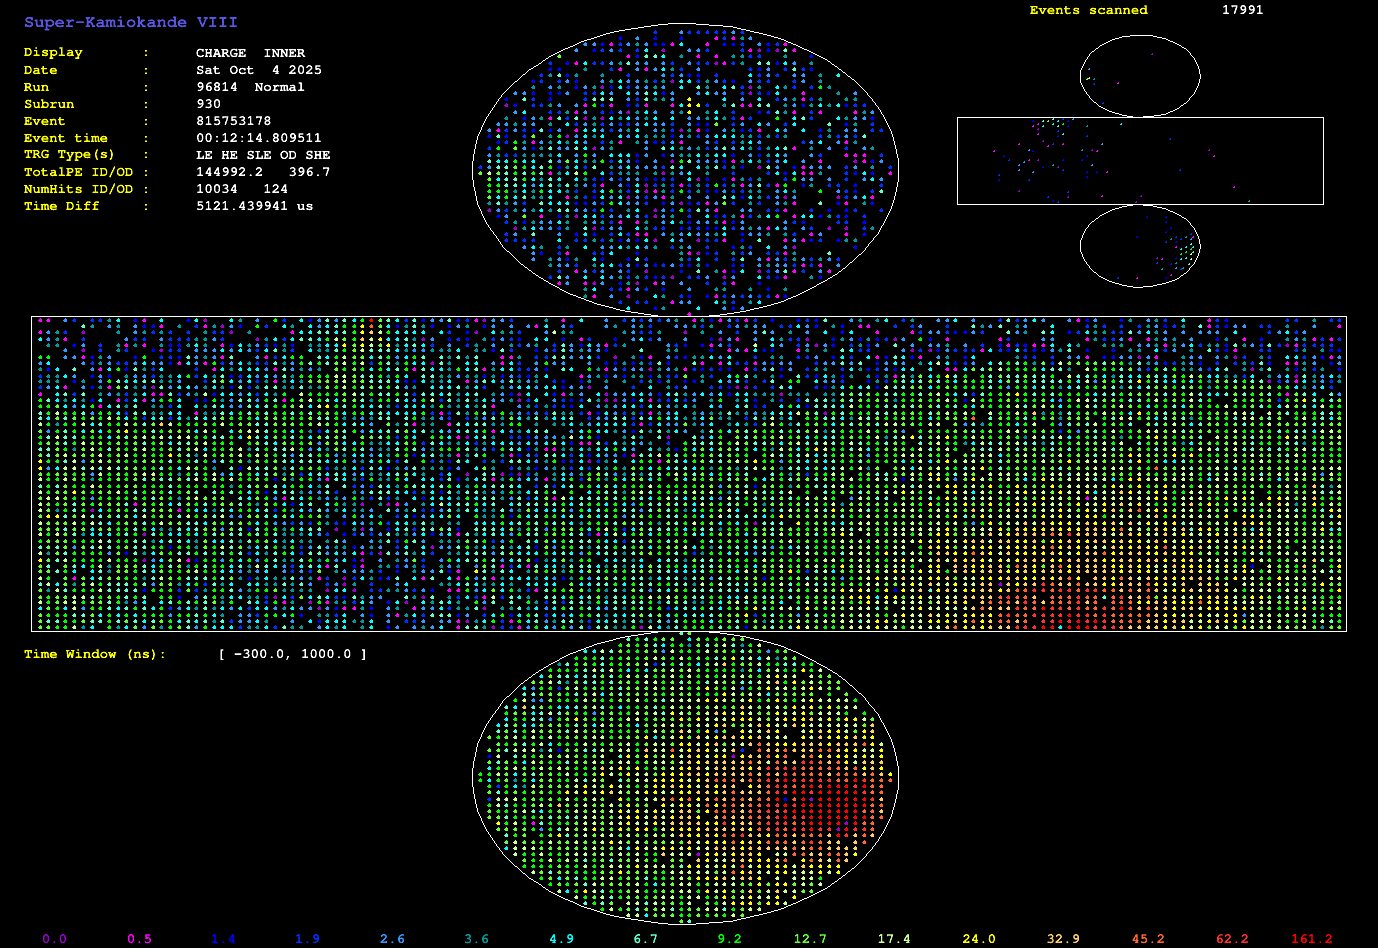 Super-Kamiokande VIII
Events scanned 17991
Display : CHARGE INNER
Date : Sat Oct 4 2025
Run : 96814 Normal
Subrun : 930
Event : 815753178
Event time : 00:12:14.809511
TRG Type(s) : LE HE SLE OD SHE
TotalPE ID/OD : 144992.2 396.7
NumHits ID/OD : 10034 124
Time Diff : 5121.439941 us
Time Window (ns): [ -300.0, 1000.0 ]
0.0 0.5 1.4 1.9 2.6 3.6 4.9 6.7 9.2 12.7 17.4 24.0 32.9 45.2 62.2 161.2